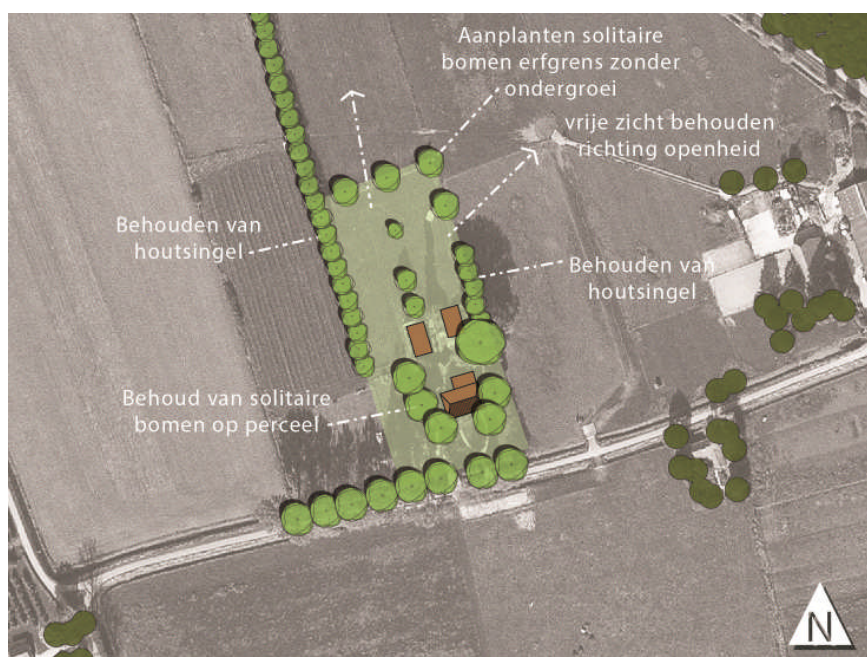 Aanplanten solitaire
bomen erfgrens zonder
ondergroei
vrije zicht behouden
richting openheid
Behouden van
houtsingel
Behouden van
houtsingel
Behoud van solitaire
bomen op perceel
N